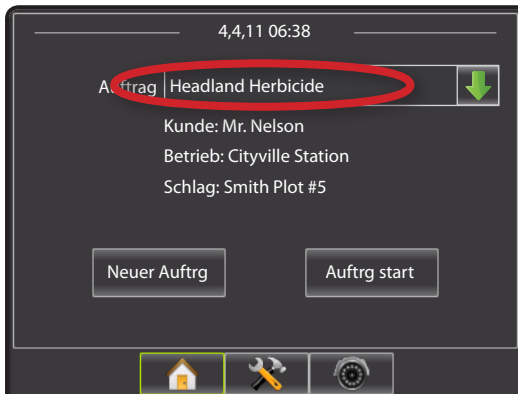 4,4,11 06:38
Auftrag Headland Herbicide
Kunde: Mr. Nelson
Betrieb: Cityville Station
Schlag: Smith Plot #5
Neuer Auftrg Auftrg start